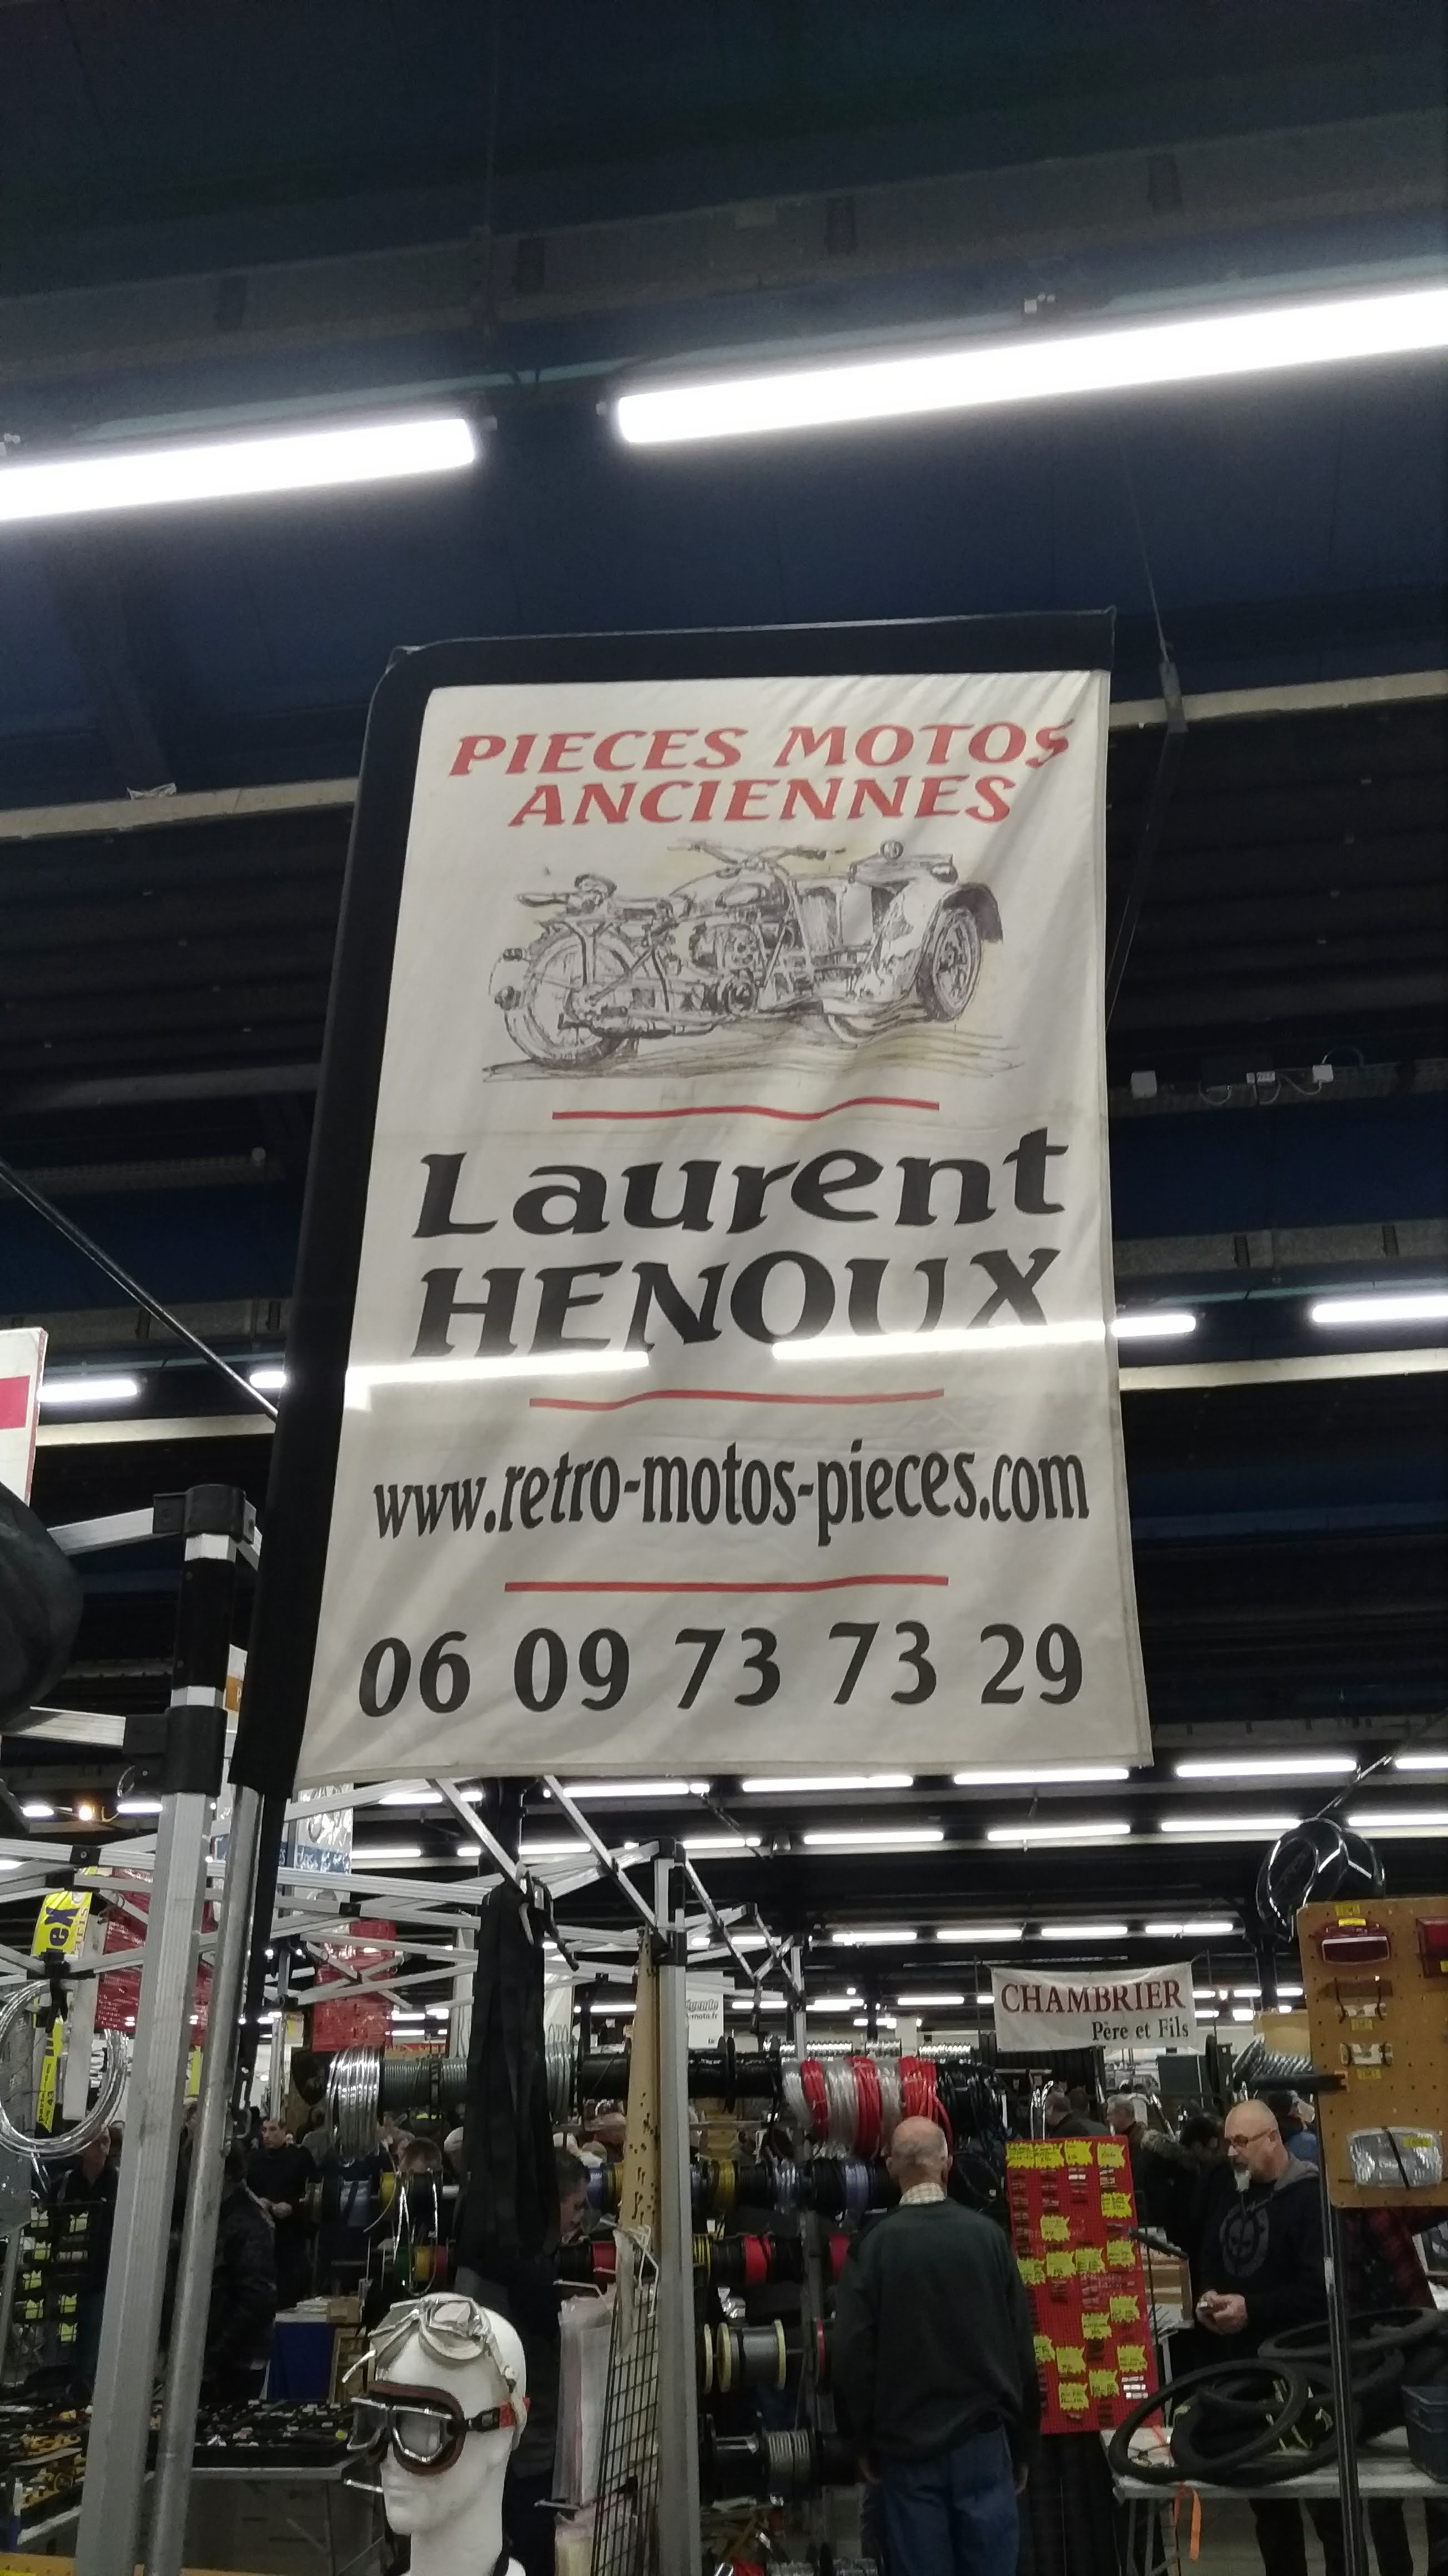 PIECES MOTOS
ANCIENNES
Laurent
HENOUX
www.retro-motos-pieces.com
06 09 73 73 29
CHAMBRIER
Père et Fils